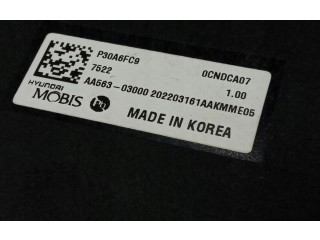 P30A6FC9 0CNDCA07
7522 1.00
AA563-03000 202203161AAKMME05
HYUNDAI
MOBIS
MADE IN KOREA